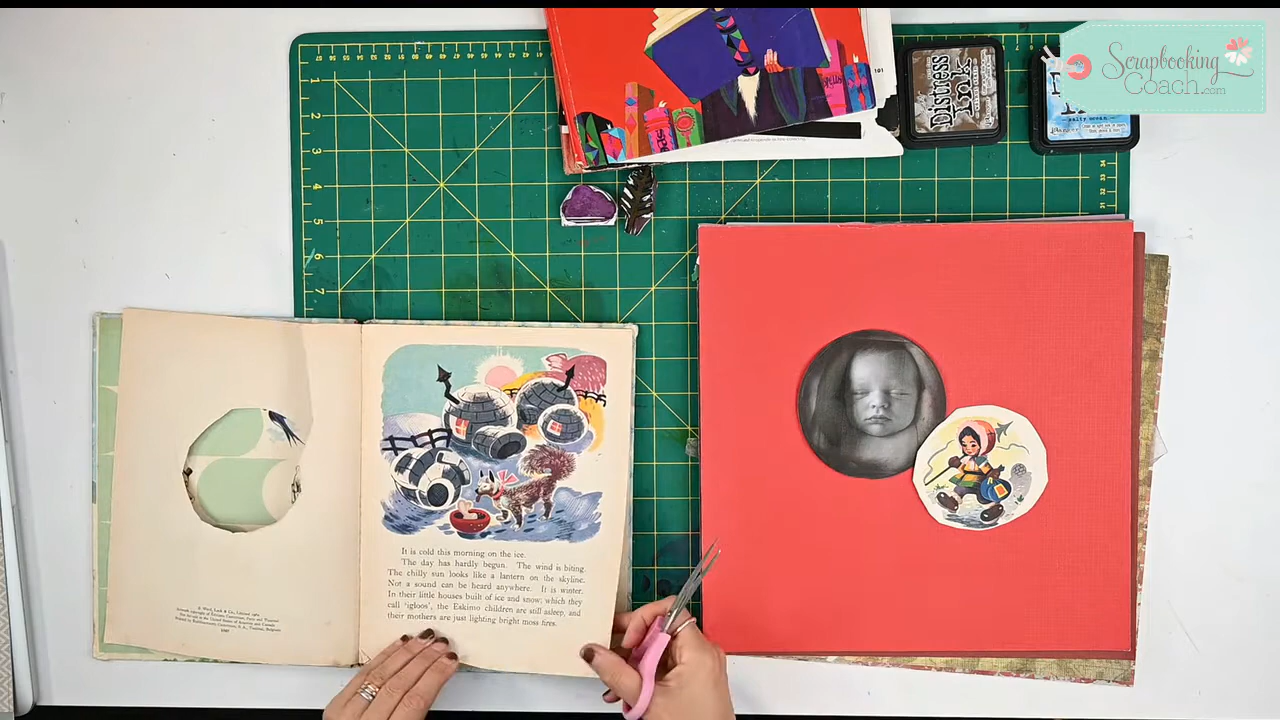 Scrapbooking
Coach.com
Distress
Ink
salty ocean
101
It is cold this morning on the ice.
The day has hardly begun. The wind is biting.
The chilly sun looks like a lantern on the skyline.
Not a sound can be heard anywhere. It is winter.
In their little houses built of ice and snow, which they
call 'igloos', the Eskimo children are still asleep, and
their mothers are just lighting bright moss fires.